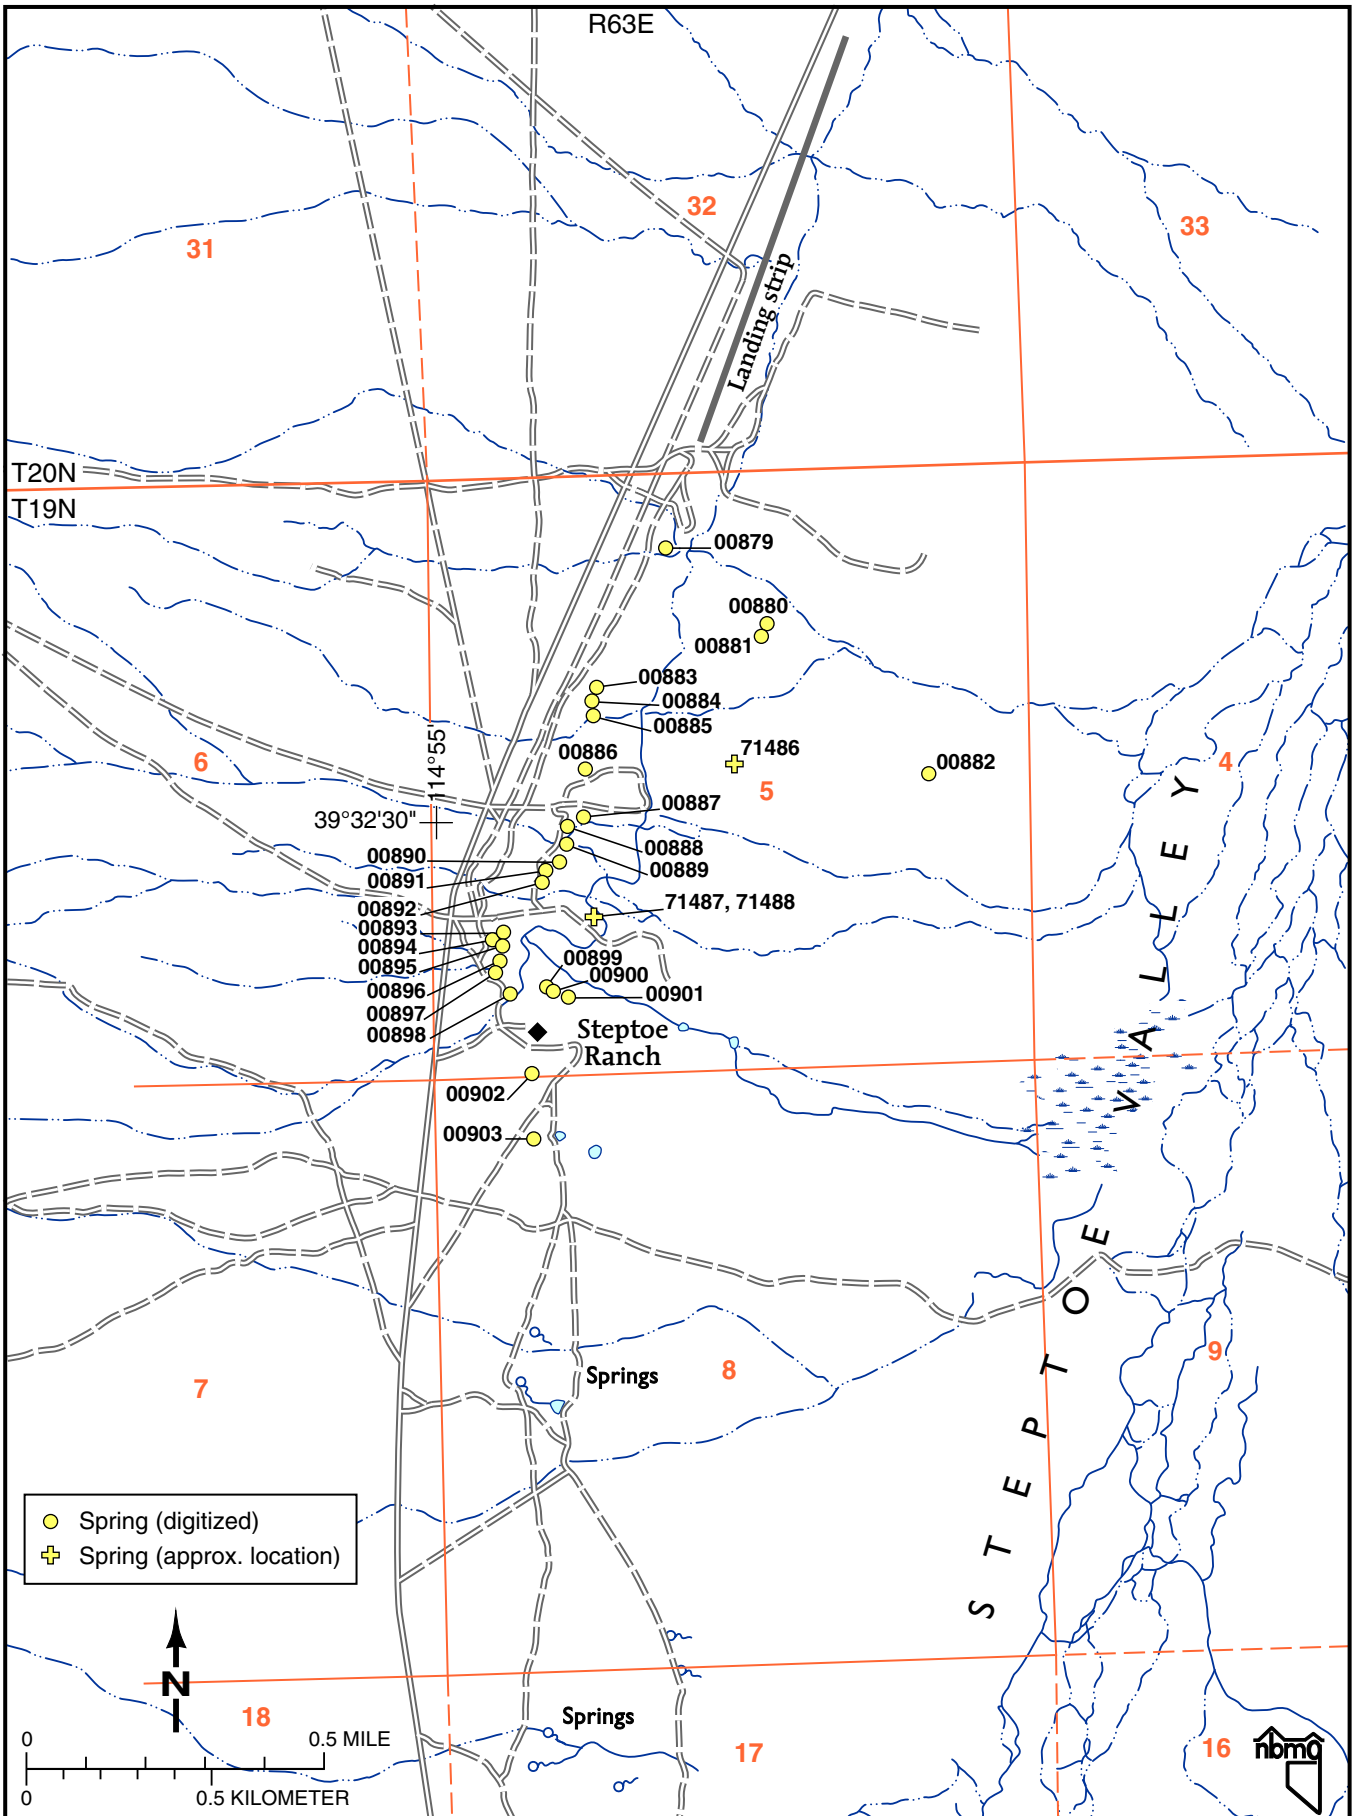 R63E
32
33
31
Landing strip
T20N
T19N
00879
00880
00881
00883
00884
00885
114°55'
00886
71486
00882
6
5
4
00887
39°32'30"
00888
00890
00889
00891
71487, 71488
00892
00893
00894
00895
00899
00900
00896
00901
00897
00898
Steptoe
Ranch
00902
00903
STEPTOE VALLEY
9
8
7
Springs
Spring (digitized)
Spring (approx. location)
N
18
Springs
17
16
nbmg
0 0.5 MILE
0 0.5 KILOMETER